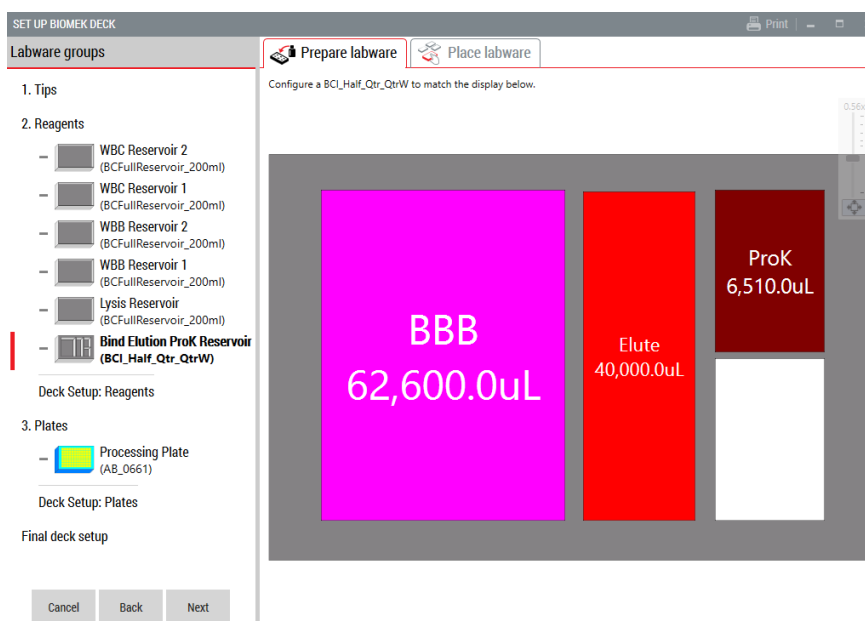 SET UP BIOMEK DECK
Print
Labware groups
Prepare labware
Place labware
1. Tips
2. Reagents
WBC Reservoir 2
(BCFullReservoir_200ml)
WBC Reservoir 1
(BCFullReservoir_200ml)
WBB Reservoir 2
(BCFullReservoir_200ml)
WBB Reservoir 1
(BCFullReservoir_200ml)
Lysis Reservoir
(BCFullReservoir_200ml)
Bind Elution ProK Reservoir
(BCI_Half_Qtr_QtrW)
Deck Setup: Reagents
3. Plates
Processing Plate
(AB_0661)
Deck Setup: Plates
Final deck setup
Cancel
Back
Next
Configure a BCI_Half_Qtr_QtrW to match the display below.
0.56x
BBB
62,600.0uL
Elute
40,000.0uL
ProK
6,510.0uL